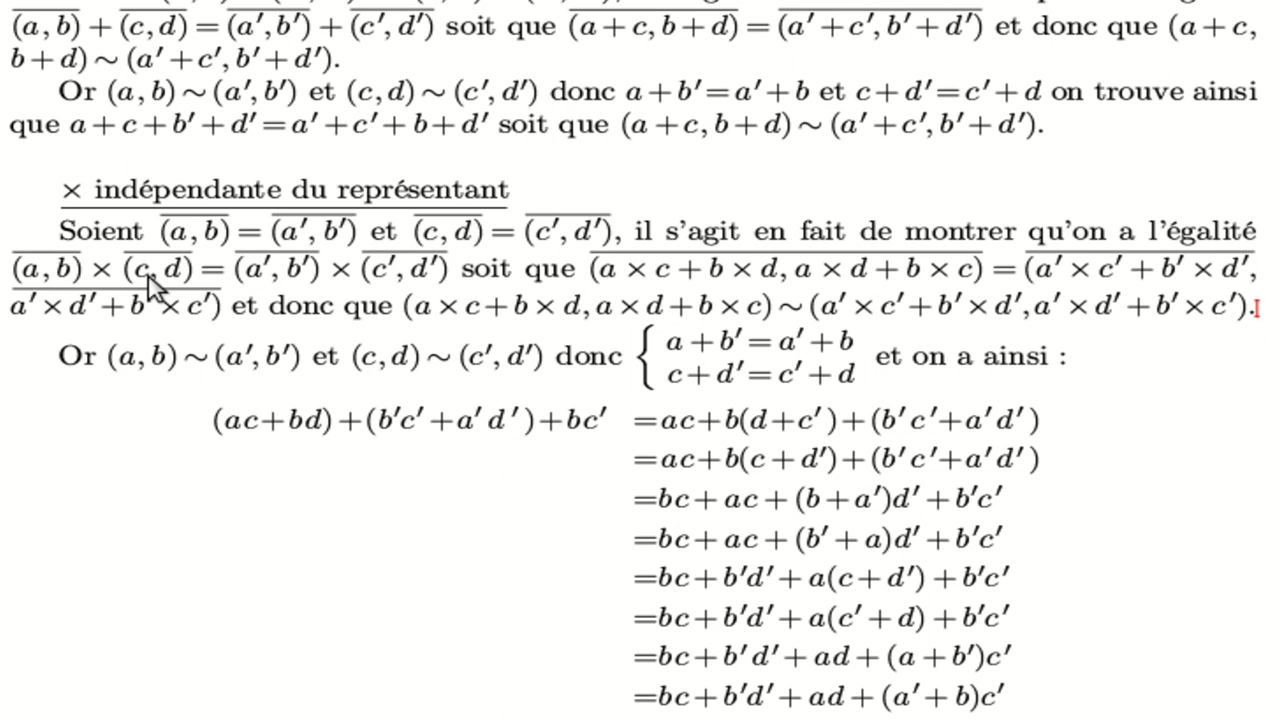 (a, b) + (c, d) = (a′, b′) + (c′, d′) soit que (a + c, b + d) = (a′ + c′, b′ + d′) et donc que (a + c,
b + d) ∼ (a′ + c′, b′ + d′).
Or (a, b) ∼ (a′, b′) et (c, d) ∼ (c′, d′) donc a + b′ = a′ + b et c + d′ = c′ + d on trouve ainsi
que a + c + b′ + d′ = a′ + c′ + b + d′ soit que (a + c, b + d) ∼ (a′ + c′, b′ + d′).
× indépendante du représentant
Soient (a, b) = (a′, b′) et (c, d) = (c′, d′), il s'agit en fait de montrer qu'on a l'égalité
(a, b) × (c, d) = (a′, b′) × (c′, d′) soit que (a × c + b × d, a × d + b × c) = (a′ × c′ + b′ × d′,
a′ × d′ + b′ × c′) et donc que (a × c + b × d, a × d + b × c) ∼ (a′ × c′ + b′ × d′, a′ × d′ + b′ × c′).
Or (a, b) ∼ (a′, b′) et (c, d) ∼ (c′, d′) donc { a + b′ = a′ + b
c + d′ = c′ + d et on a ainsi :
(ac + bd) + (b′c′ + a′d′) + bc′ = ac + b(d + c′) + (b′c′ + a′d′)
= ac + b(c + d′) + (b′c′ + a′d′)
= bc + ac + (b + a′)d′ + b′c′
= bc + ac + (b′ + a)d′ + b′c′
= bc + b′d′ + a(c + d′) + b′c′
= bc + b′d′ + a(c′ + d) + b′c′
= bc + b′d′ + ad + (a + b′)c′
= bc + b′d′ + ad + (a′ + b)c′